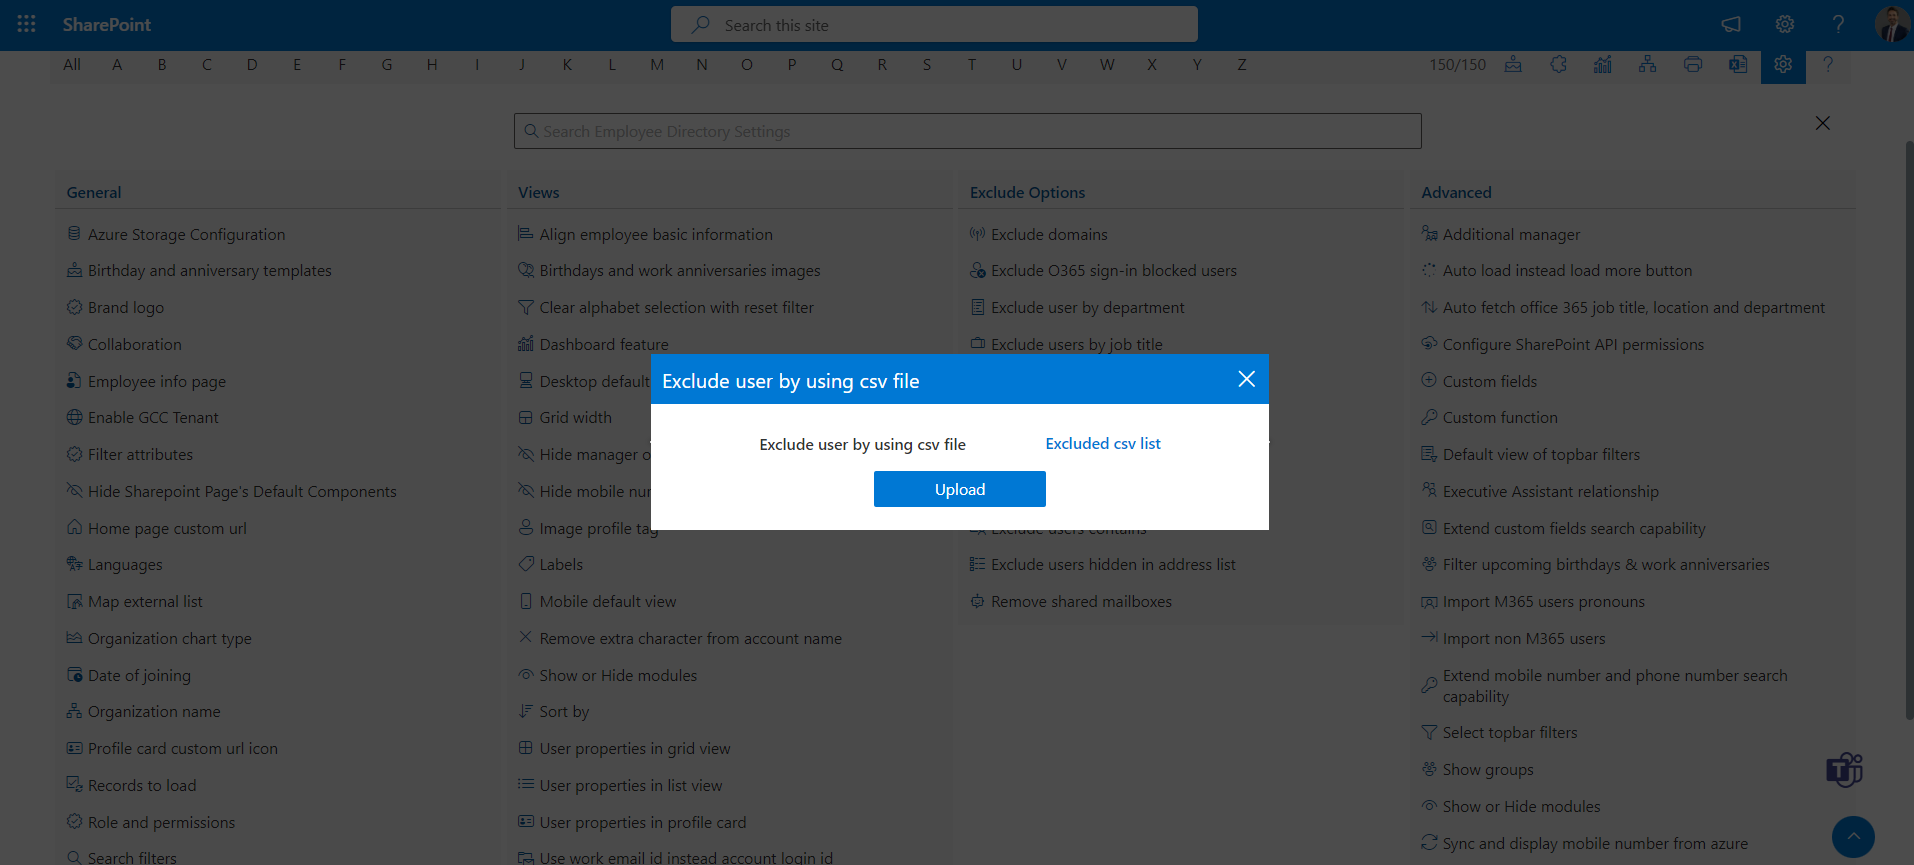 SharePoint
Search this site
All A B C D E F G H I J K L M N O P Q R S T U V W X Y Z 150/150
Search Employee Directory Settings
General
Azure Storage Configuration
Birthday and anniversary templates
Brand logo
Collaboration
Employee info page
Enable GCC Tenant
Filter attributes
Hide Sharepoint Page's Default Components
Home page custom url
Languages
Map external list
Organization chart type
Date of joining
Organization name
Profile card custom url icon
Records to load
Role and permissions
Search filters
Views
Align employee basic information
Birthdays and work anniversaries images
Clear alphabet selection with reset filter
Dashboard feature
Desktop default
Grid width
Hide manager
Hide mobile
Image profile tag
Labels
Mobile default view
Remove extra character from account name
Show or Hide modules
Sort by
User properties in grid view
User properties in list view
User properties in profile card
Use work email id instead account login id
Exclude Options
Exclude domains
Exclude O365 sign-in blocked users
Exclude user by department
Exclude users by job title
Exclude users contains
Exclude users hidden in address list
Remove shared mailboxes
Advanced
Additional manager
Auto load instead load more button
Auto fetch office 365 job title, location and department
Configure SharePoint API permissions
Custom fields
Custom function
Default view of topbar filters
Executive Assistant relationship
Extend custom fields search capability
Filter upcoming birthdays & work anniversaries
Import M365 users pronouns
Import non M365 users
Extend mobile number and phone number search
capability
Select topbar filters
Show groups
Show or Hide modules
Sync and display mobile number from azure
Exclude user by using csv file
Exclude user by using csv file
Excluded csv list
Upload